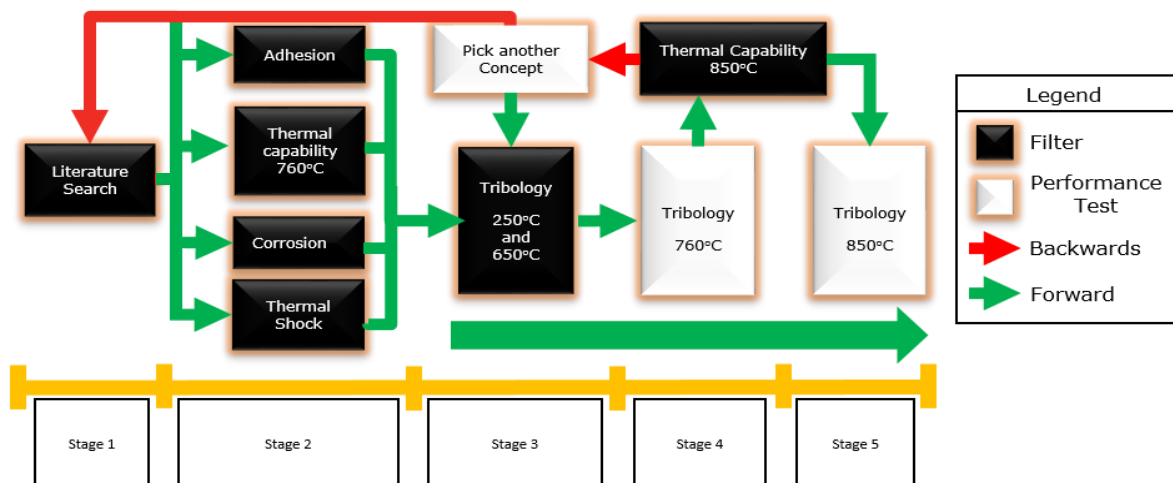 Literature
Search
Adhesion
Thermal
capability
760°C
Corrosion
Thermal
Shock
Pick another
Concept
Tribology
250°C
and
650°C
Thermal Capability
850°C
Tribology
760°C
Tribology
850°C
Legend
Filter
Performance
Test
Backwards
Forward
Stage 1
Stage 2
Stage 3
Stage 4
Stage 5